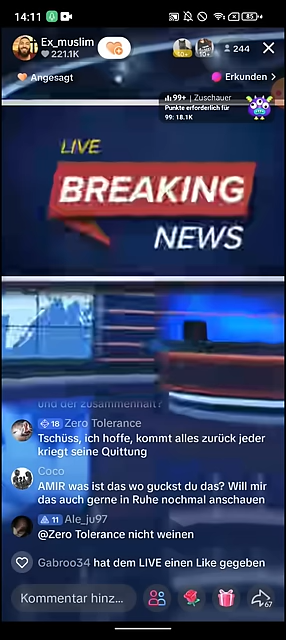 14:11
85
Ex_muslim
221.1K
244
Angesagt
Erkunden
99+ | Zuschauer
Punkte erforderlich für
99: 18.1K
LIVE
BREAKING
NEWS
und der zusammenhalt?
18 Zero Tolerance
Tschüss, ich hoffe, kommt alles zurück jeder
kriegt seine Quittung
Coco
AMIR was ist das wo guckst du das? Will mir
das auch gerne in Ruhe nochmal anschauen
11 Ale_ju97
@Zero Tolerance nicht weinen
Gabroo34 hat dem LIVE einen Like gegeben
Kommentar hinz...
67